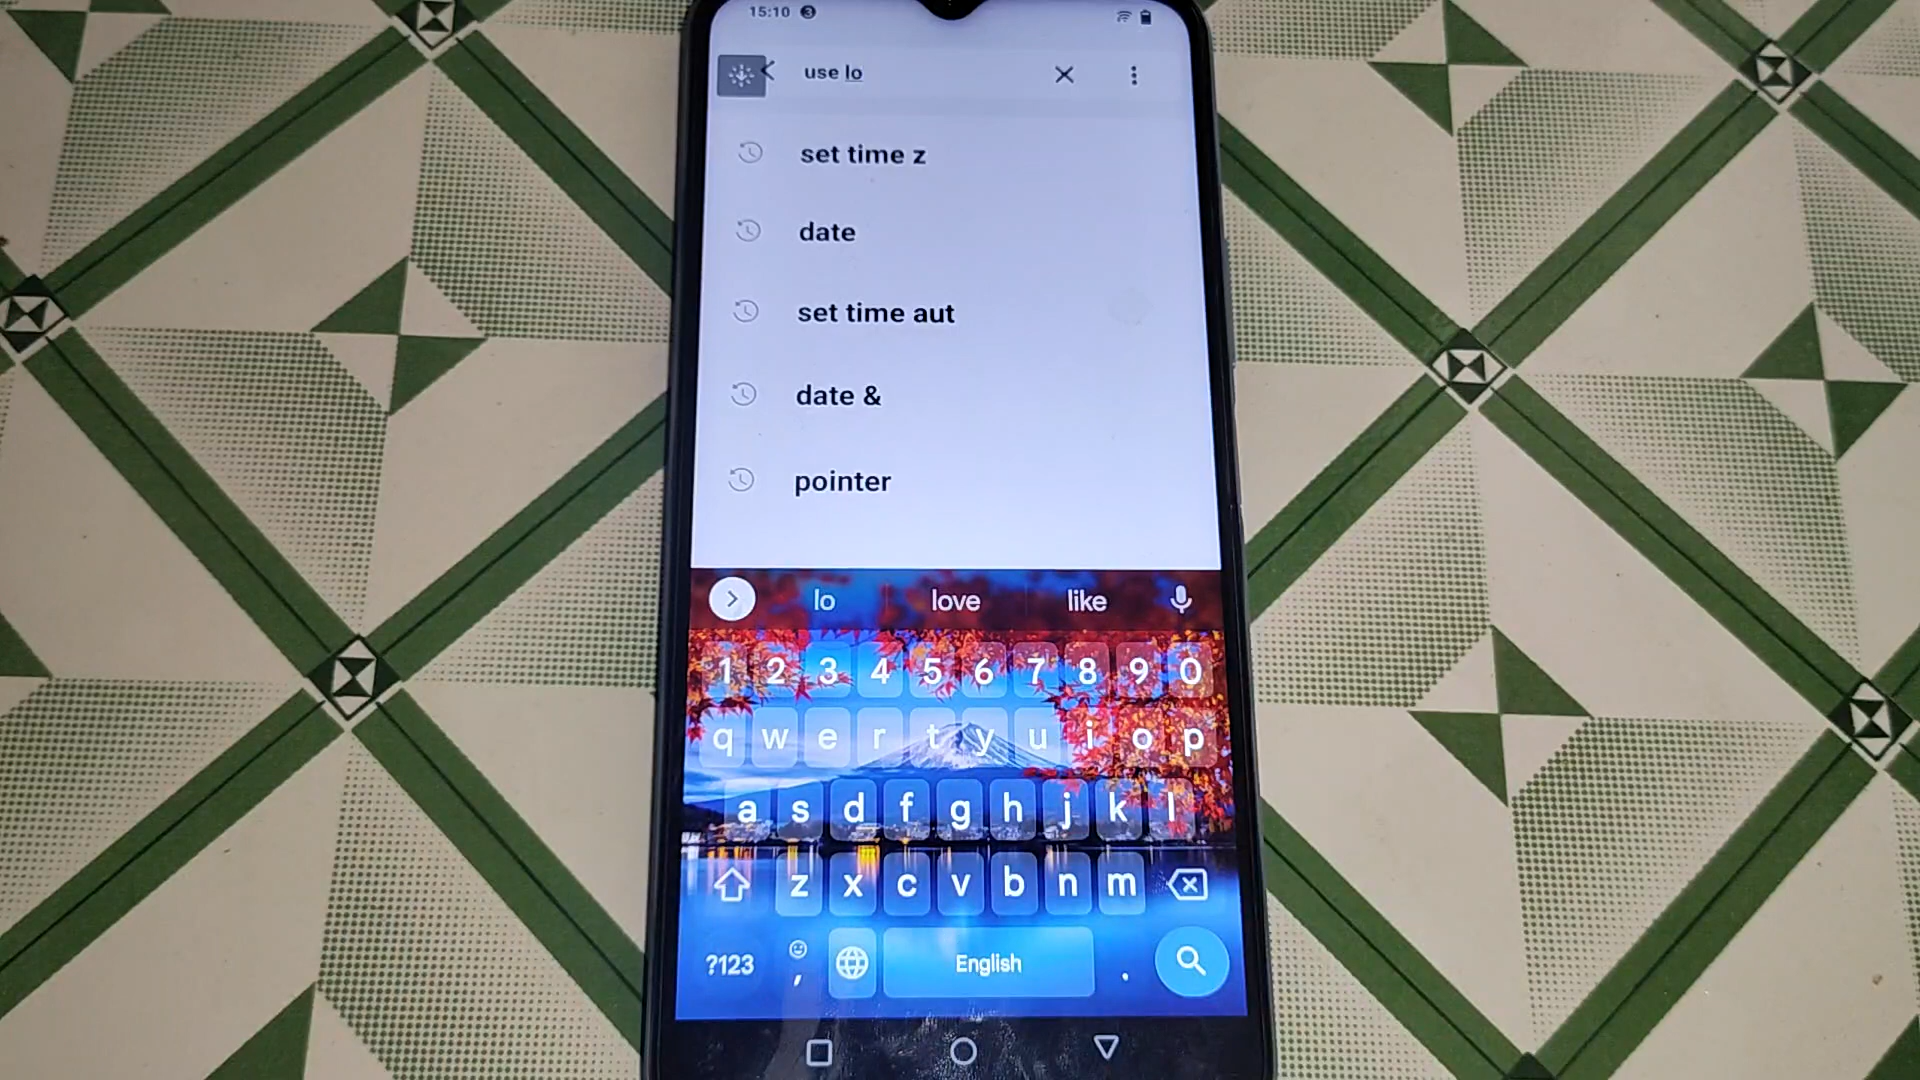 15:10 3
use lo
set time z
date
set time aut
date &
pointer
lo love like
1 2 3 4 5 6 7 8 9 0
q w e r t y u i o p
a s d f g h j k l
z x c v b n m
?123 , English .